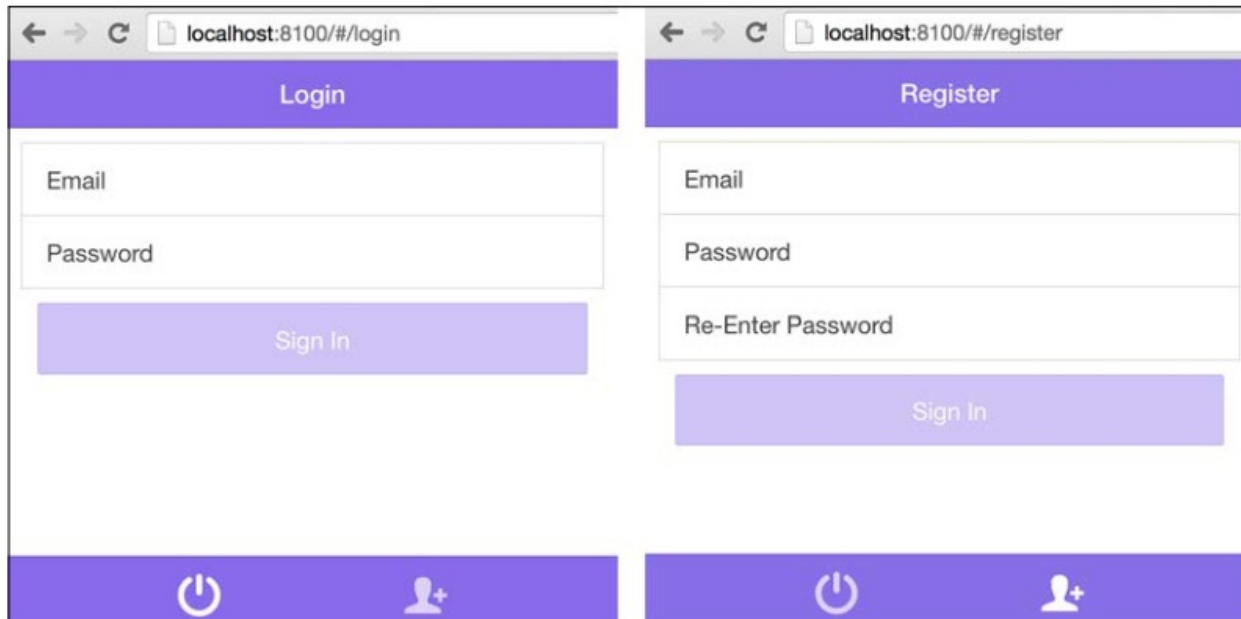 localhost:8100/#/login
Login
Email
Password
Sign In
localhost:8100/#/register
Register
Email
Password
Re-Enter Password
Sign In